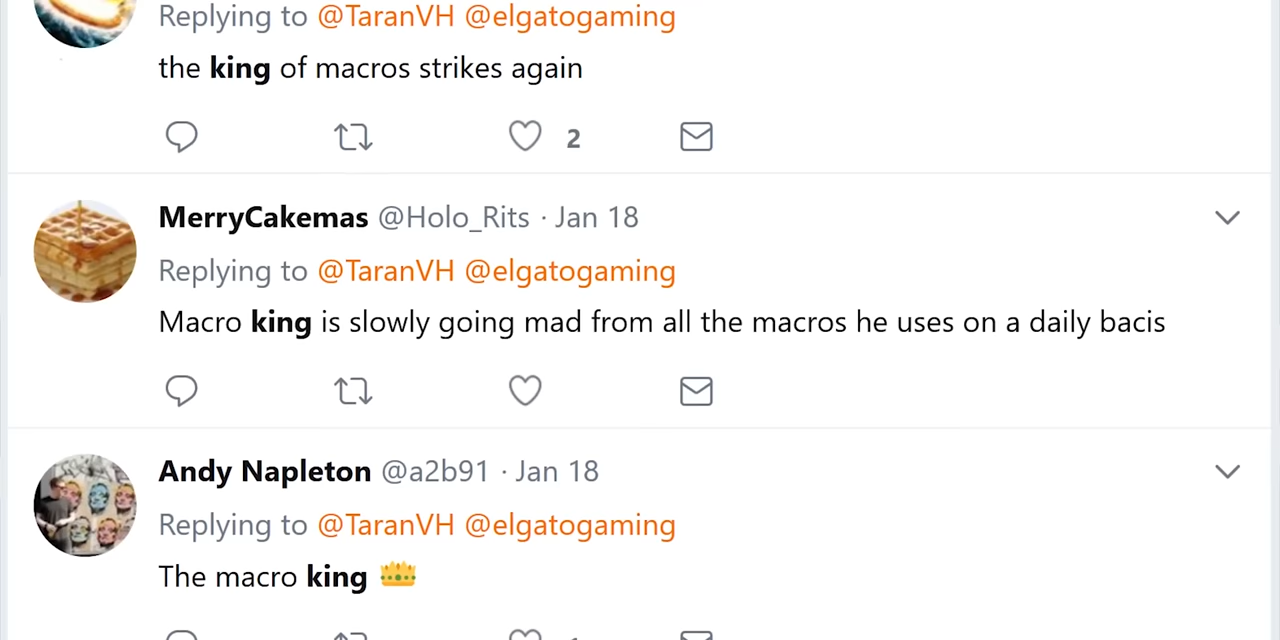 Replying to @TaranVH @elgatogaming
the king of macros strikes again
2
MerryCakemas @Holo_Rits · Jan 18
Replying to @TaranVH @elgatogaming
Macro king is slowly going mad from all the macros he uses on a daily bacis
Andy Napleton @a2b91 · Jan 18
Replying to @TaranVH @elgatogaming
The macro king 👑